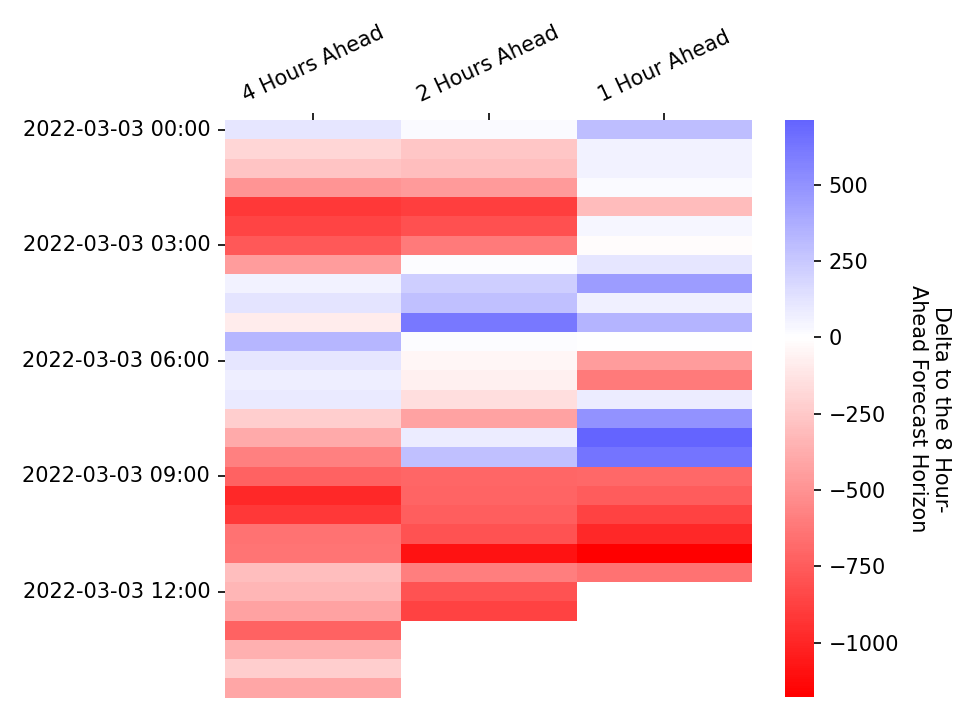 4 Hours Ahead
2 Hours Ahead
1 Hour Ahead
2022-03-03 00:00
2022-03-03 03:00
2022-03-03 06:00
2022-03-03 09:00
2022-03-03 12:00
500
250
0
−250
−500
−750
−1000
Delta to the 8 Hour-
Ahead Forecast Horizon